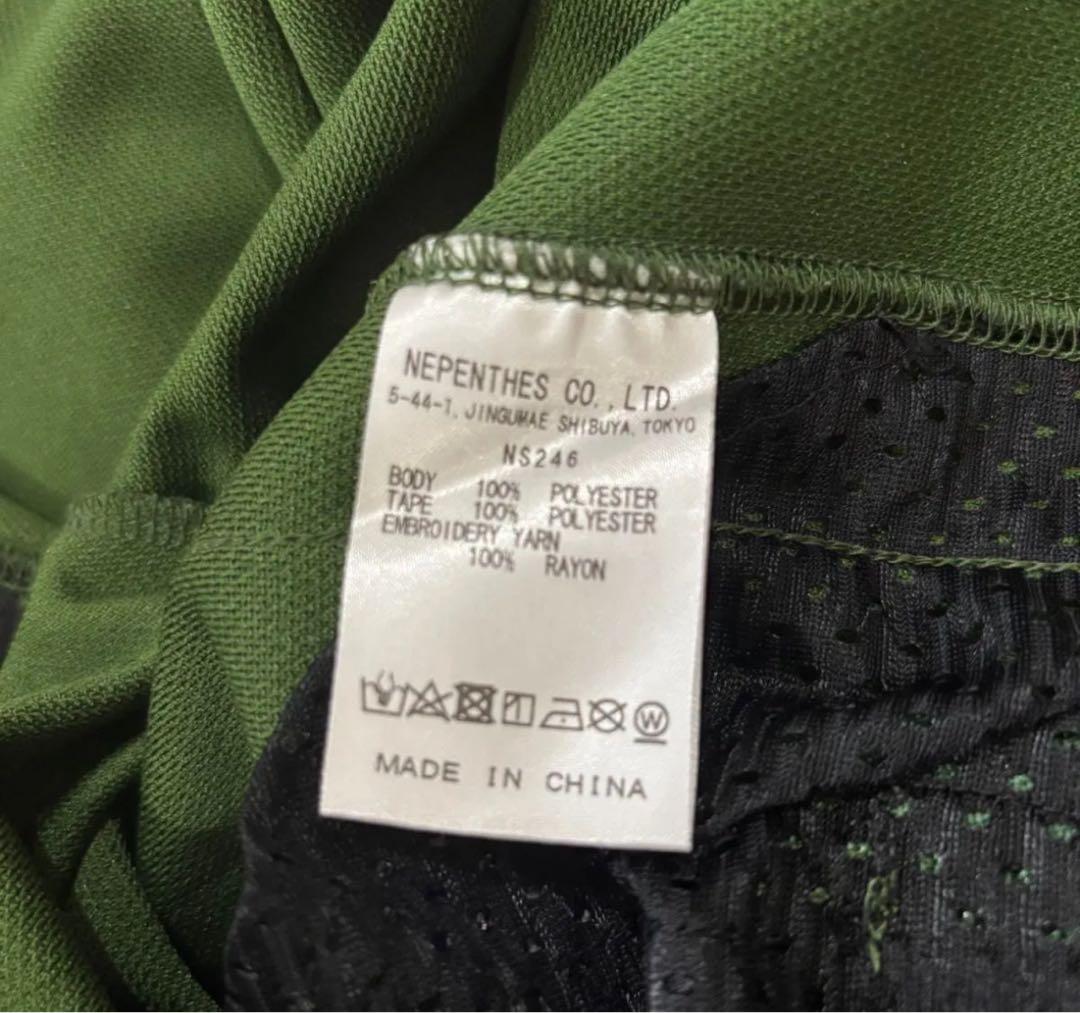 NEPENTHES CO., LTD.
5-44-1, JINGUMAE SHIBUYA, TOKYO
NS246
BODY 100% POLYESTER
TAPE 100% POLYESTER
EMBROIDERY YARN
100% RAYON
W
MADE IN CHINA